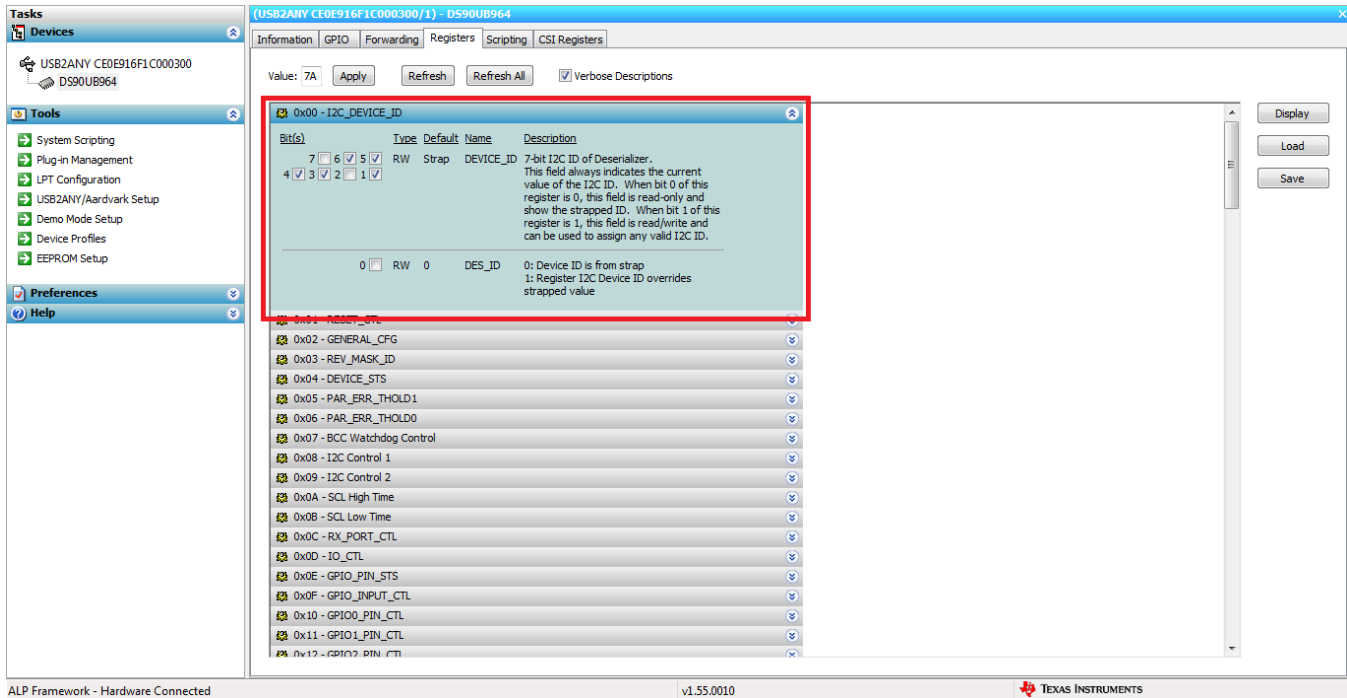 Tasks
Devices
USB2ANY CE0E916F1C000300
DS90UB964
Tools
System Scripting
Plug-in Management
LPT Configuration
USB2ANY/Aardvark Setup
Demo Mode Setup
Device Profiles
EEPROM Setup
Preferences
Help
(USB2ANY CE0E916F1C000300/1) - DS90UB964
Information GPIO Forwarding Registers Scripting CSI Registers
Value: 7A Apply Refresh Refresh All Verbose Descriptions
0x00 - I2C_DEVICE_ID
Bit(s) Type Default Name Description
7 6 5 RW Strap DEVICE_ID 7-bit I2C ID of Deserializer.
4 3 2 1 This field always indicates the current
value of the I2C ID. When bit 0 of this
register is 0, this field is read-only and
show the strapped ID. When bit 1 of this
register is 1, this field is read/write and
can be used to assign any valid I2C ID.
0 RW 0 DES_ID 0: Device ID is from strap
1: Register I2C Device ID overrides
strapped value
0x01 - RESET_CTL
0x02 - GENERAL_CFG
0x03 - REV_MASK_ID
0x04 - DEVICE_STS
0x05 - PAR_ERR_THOLD1
0x06 - PAR_ERR_THOLD0
0x07 - BCC Watchdog Control
0x08 - I2C Control 1
0x09 - I2C Control 2
0x0A - SCL High Time
0x0B - SCL Low Time
0x0C - RX_PORT_CTL
0x0D - IO_CTL
0x0E - GPIO_PIN_STS
0x0F - GPIO_INPUT_CTL
0x10 - GPIO0_PIN_CTL
0x11 - GPIO1_PIN_CTL
0x12 - GPIO2_PIN_CTL
Display
Load
Save
ALP Framework - Hardware Connected
v1.55.0010
TEXAS INSTRUMENTS